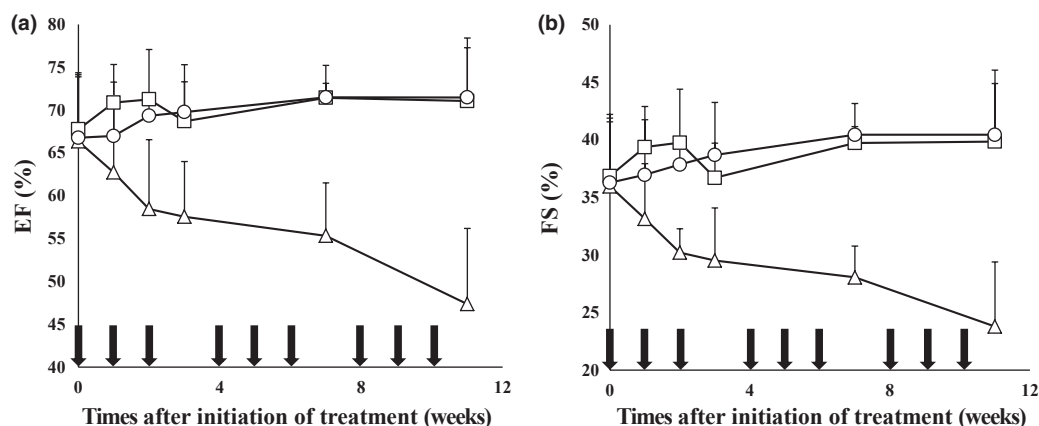 (a)
80
75
70
65
60
55
50
45
40
EF (%)
0 4 8 12
Times after initiation of treatment (weeks)
(b)
50
45
40
35
30
25
20
FS (%)
0 4 8 12
Times after initiation of treatment (weeks)